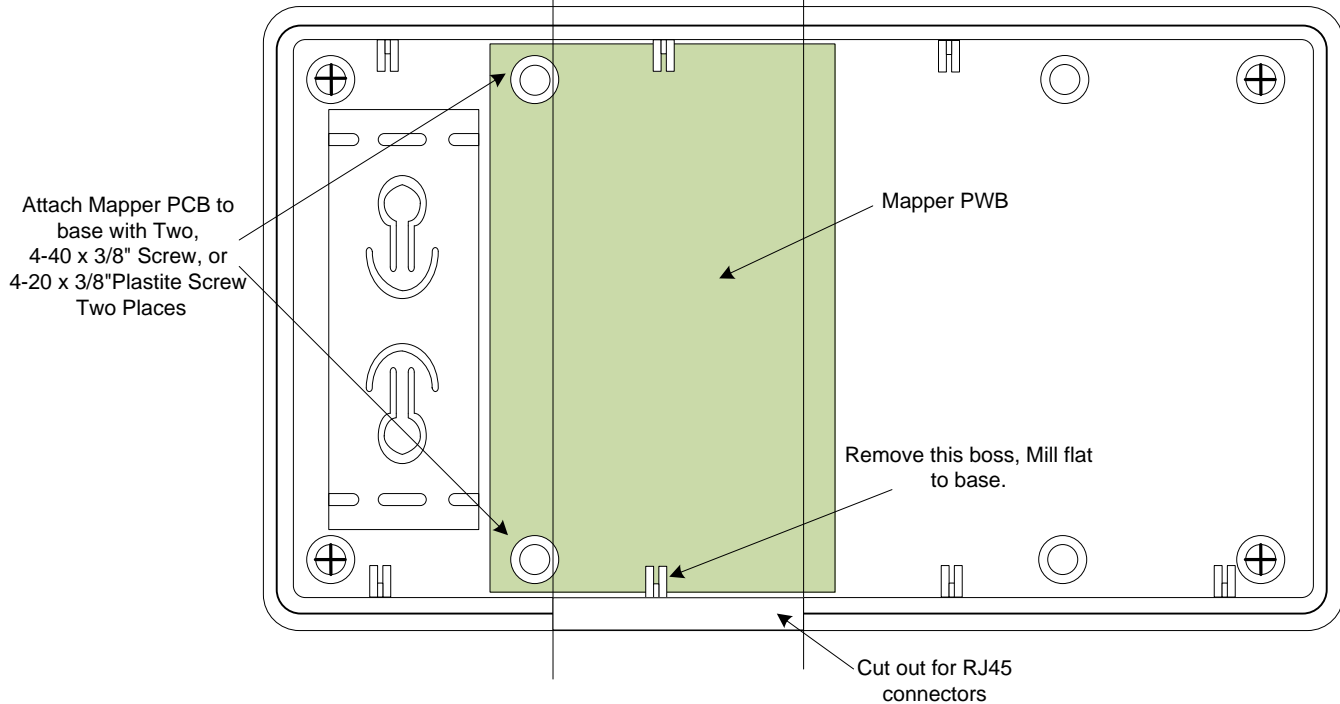 Attach Mapper PCB to
base with Two,
4-40 x 3/8" Screw, or
4-20 x 3/8"Plastite Screw
Two Places
Mapper PWB
Remove this boss, Mill flat
to base.
Cut out for RJ45
connectors